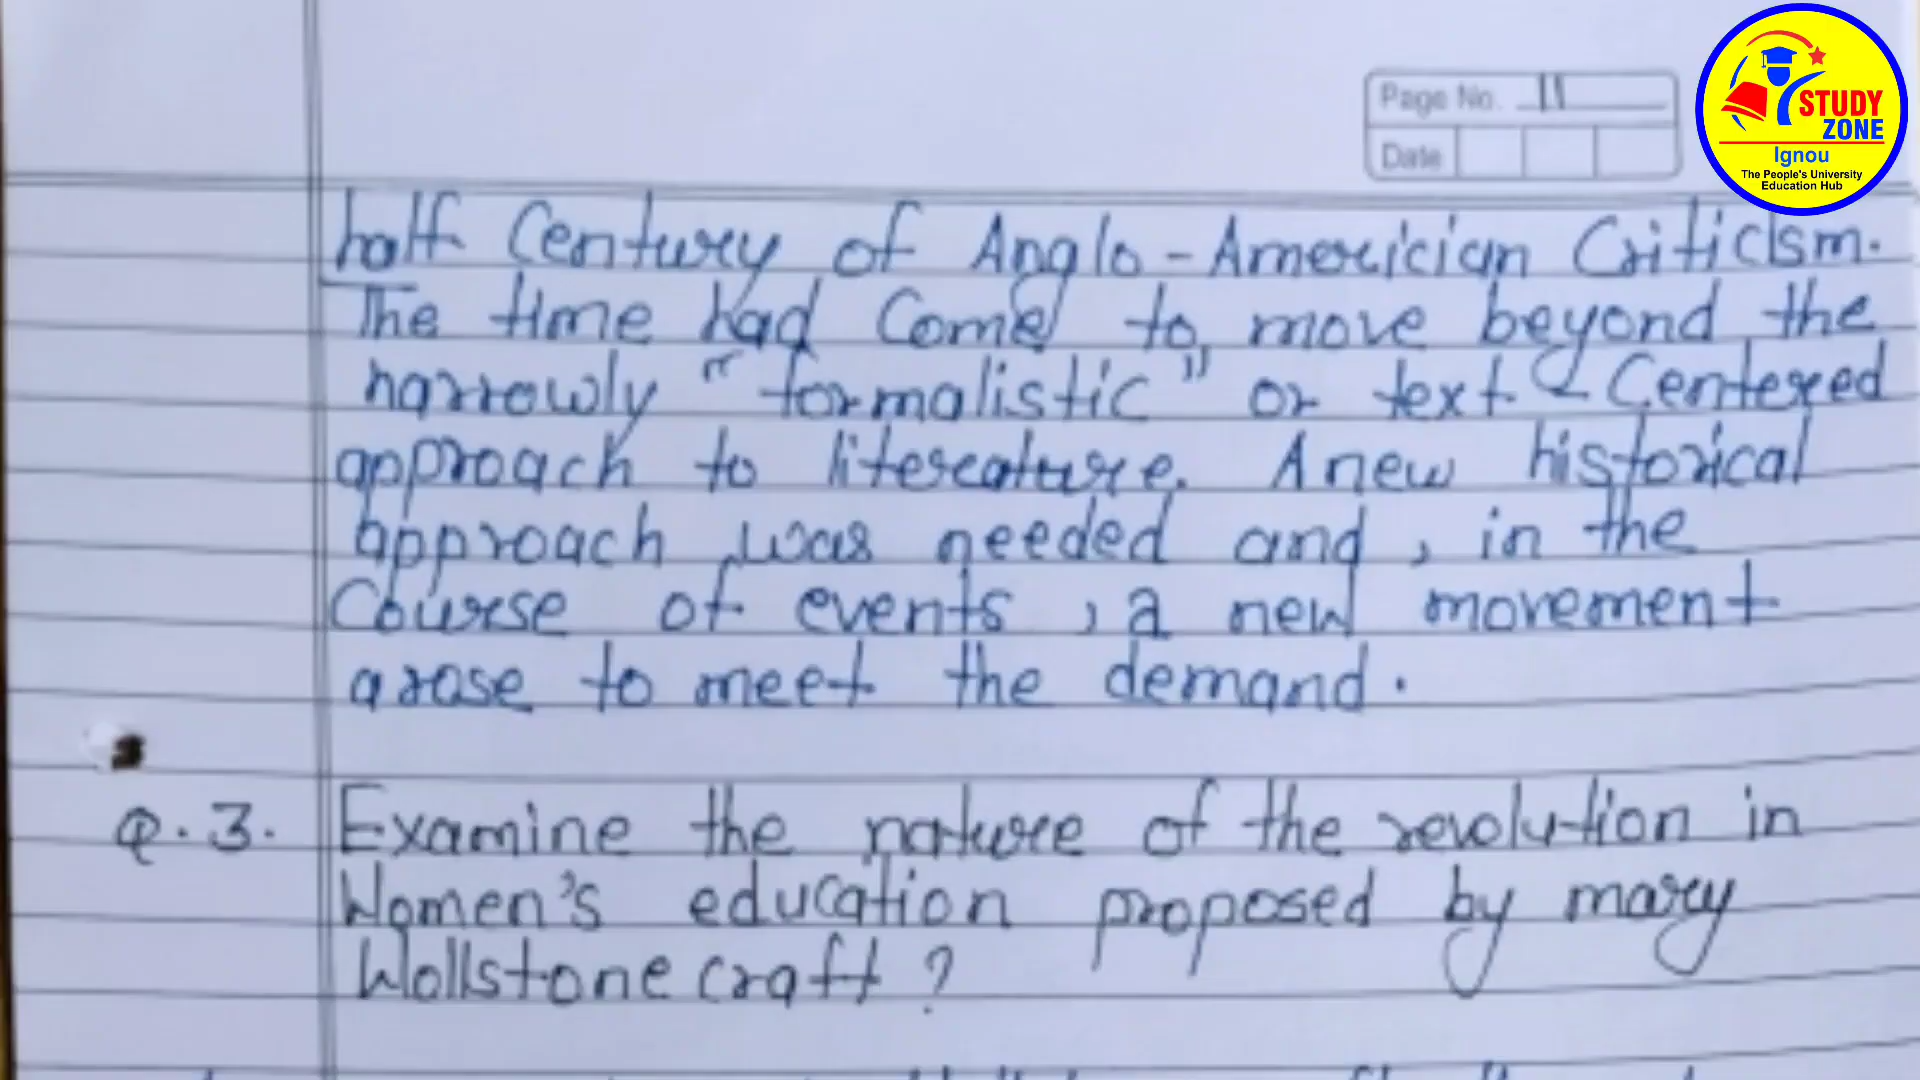 Page No. 11
Date
STUDY
ZONE
Ignou
The People's University
Education Hub
half Century of Anglo-Americian Criticism.
The time had Come to move beyond the
narrowly "formalistic" or text-Centered
approach to literature. A new historical
approach was needed and, in the
Course of events, a new movement
arose to meet the demand.
Q.3. Examine the nature of the revolution in
Women's education proposed by mary
Wollstonecraft?